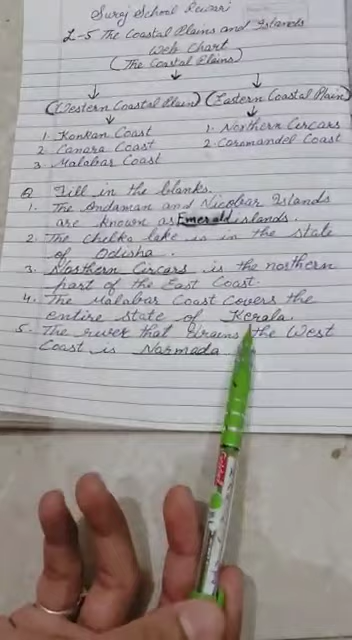 Suraj School Rewari
L-5 The Coastal Plains and Islands
Web Chart
(The Coastal Plains)
(Western Coastal Plain) (Eastern Coastal Plain)
1. Konkan Coast 1. Northern Circars
2. Canara Coast 2. Coromandel Coast
3. Malabar Coast
Q. Fill in the blanks.
1. The Andaman and Nicobar Islands
are known as Emerald islands.
2. The Chelka lake is in the state
of Odisha.
3. Northern Circars is the northern
part of the East Coast.
4. The Malabar Coast covers the
entire state of Kerala.
5. The river that drains the West
Coast is Narmada